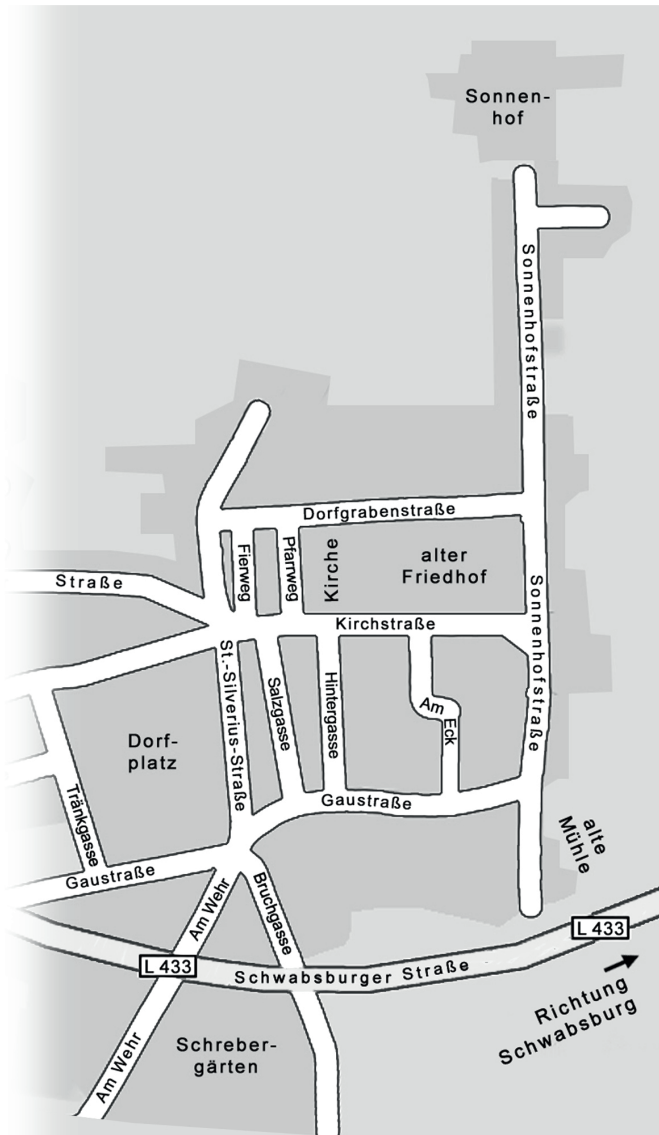 Sonnen-
hof
Sonnenhofstraße
Dorfgrabenstraße
Fierweg
Pfarrweg
Kirche
alter
Friedhof
Straße
Kirchstraße
Sonnenhofstraße
St.-Silverius-Straße
Salzgasse
Hintergasse
Am
Eck
Dorf-
platz
Tränkgasse
Gaustraße
alte
Mühle
Gaustraße
Am Wehr
Bruchgasse
L 433
L 433
Schwabsburger Straße
Richtung
Schwabsburg
Schreber-
gärten
Am Wehr